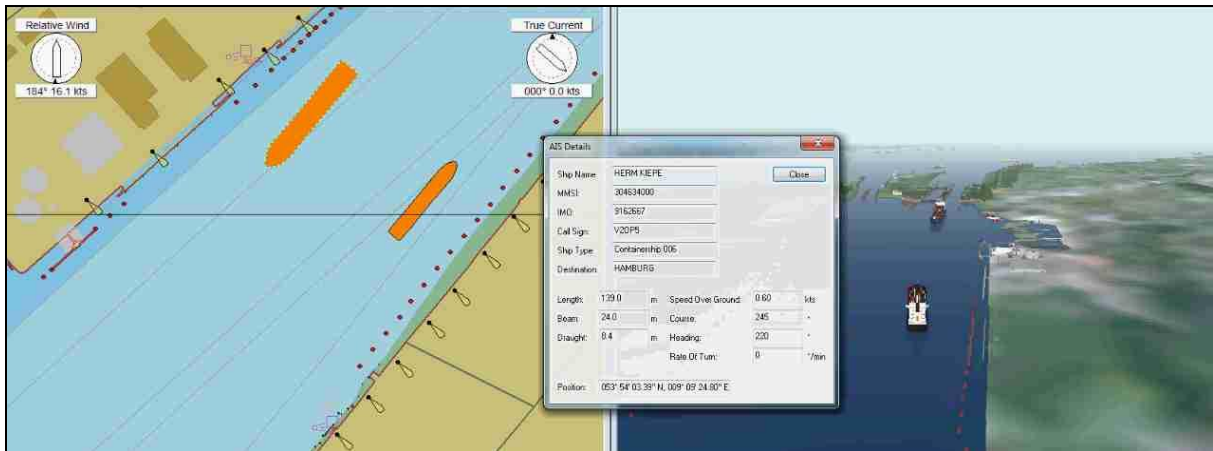 Relative Wind
184° 16.1 kts
True Current
000° 0.0 kts
AIS Details
Ship Name HERM KIEPE Close
MMSI: 304634000
IMO: 9162667
Call Sign: V2OP5
Ship Type Containership 006
Destination HAMBURG
Length: 139.0 m Speed Over Ground: 0.60 kts
Beam: 24.0 m Course: 245 °
Draught: 8.4 m Heading: 220 °
Rate Of Turn: 0 °/min
Position: 053° 54' 03.39" N, 009° 09' 24.80" E